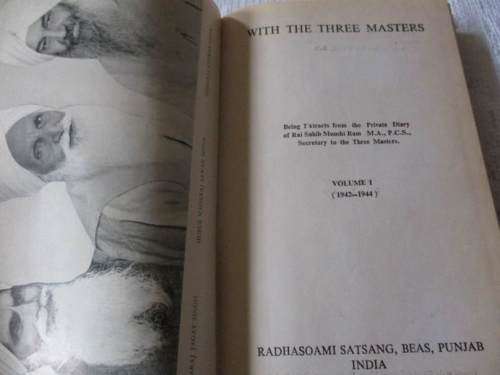 WITH THE THREE MASTERS
Being Extracts from the Private Diary
of Rai Sahib Munshi Ram M.A., P.C.S.,
Secretary to the Three Masters.
VOLUME I
(1942—1944)
RADHASOAMI SATSANG, BEAS, PUNJAB
INDIA